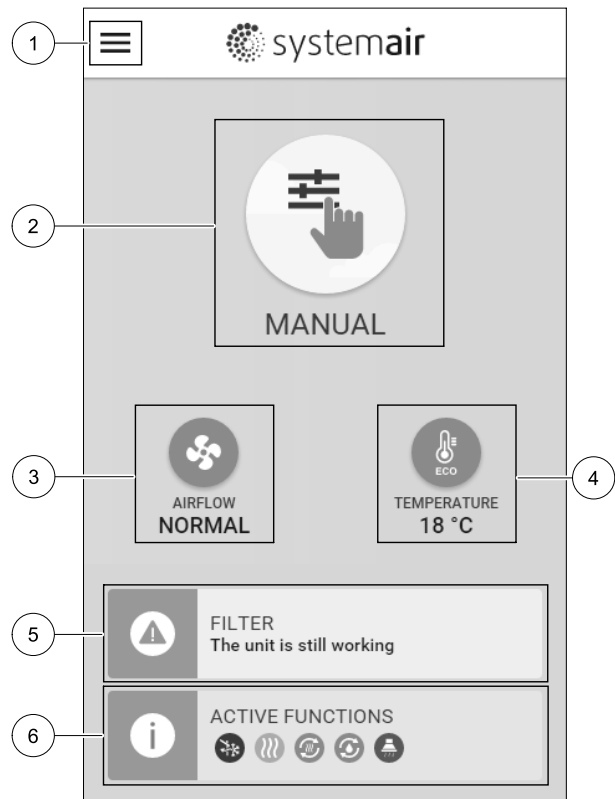 1
systemair
2
MANUAL
3
AIRFLOW
NORMAL
ECO
TEMPERATURE
18 °C
4
5
FILTER
The unit is still working
6
ACTIVE FUNCTIONS